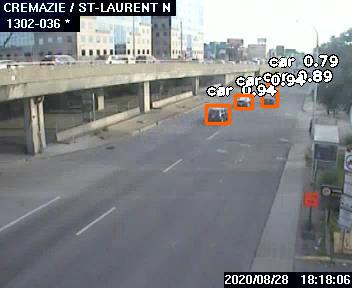 CREMAZIE / ST-LAURENT N
1302-036 *
car 0.79
car 0.89
car 0.94
car 0.94
2020/08/28 18:18:06